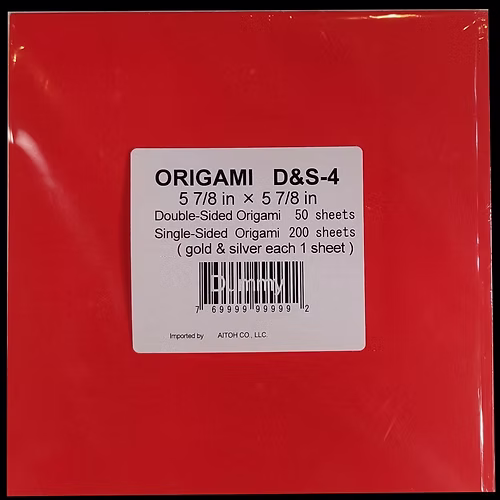 ORIGAMI D&S-4
5 7/8 in × 5 7/8 in
Double-Sided Origami 50 sheets
Single-Sided Origami 200 sheets
( gold & silver each 1 sheet )
Dummy
7 69999 99999 2
Imported by AITOH CO., LLC.